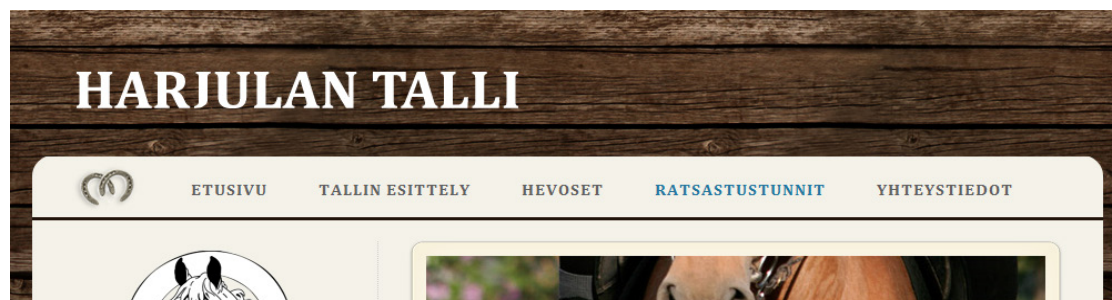 HARJULAN TALLI
ETUSIVU TALLIN ESITTELY HEVOSET RATSASTUSTUNNIT YHTEYSTIEDOT